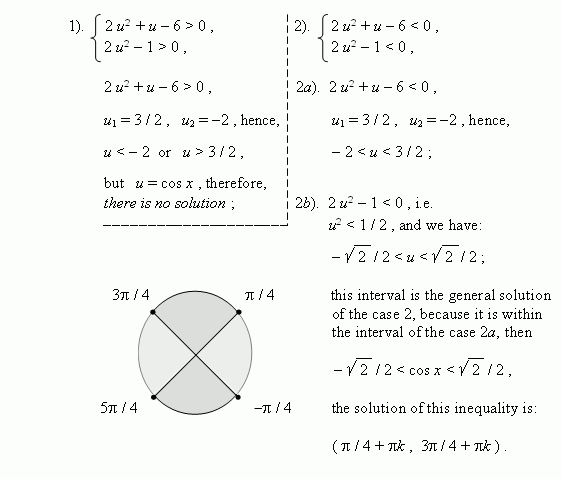 1). { 2 u² + u – 6 > 0 ,
2 u² – 1 > 0 ,
2 u² + u – 6 > 0 ,
u₁ = 3 / 2 , u₂ = –2 , hence,
u < – 2 or u > 3 / 2 ,
but u = cos x , therefore,
there is no solution ;
2). { 2 u² + u – 6 < 0 ,
2 u² – 1 < 0 ,
2a). 2 u² + u – 6 < 0 ,
u₁ = 3 / 2 , u₂ = –2 , hence,
– 2 < u < 3 / 2 ;
2b). 2 u² – 1 < 0 , i.e.
u² < 1 / 2 , and we have:
– √2 / 2 < u < √2 / 2 ;
this interval is the general solution
of the case 2, because it is within
the interval of the case 2a, then
– √2 / 2 < cos x < √2 / 2 ,
the solution of this inequality is:
( π / 4 + πk , 3π / 4 + πk ) .
3π / 4
π / 4
5π / 4
–π / 4